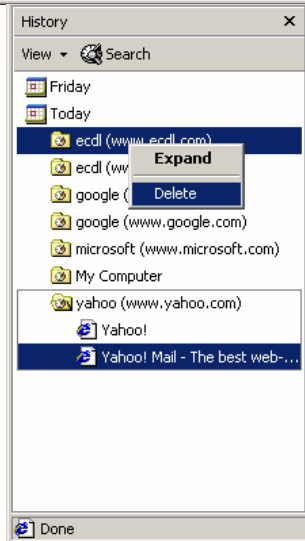 History
View Search
Friday
Today
ecdl (www.ecdl.com)
Expand
ecdl (ww
Delete
google (
google (www.google.com)
microsoft (www.microsoft.com)
My Computer
yahoo (www.yahoo.com)
Yahoo!
Yahoo! Mail - The best web-...
Done